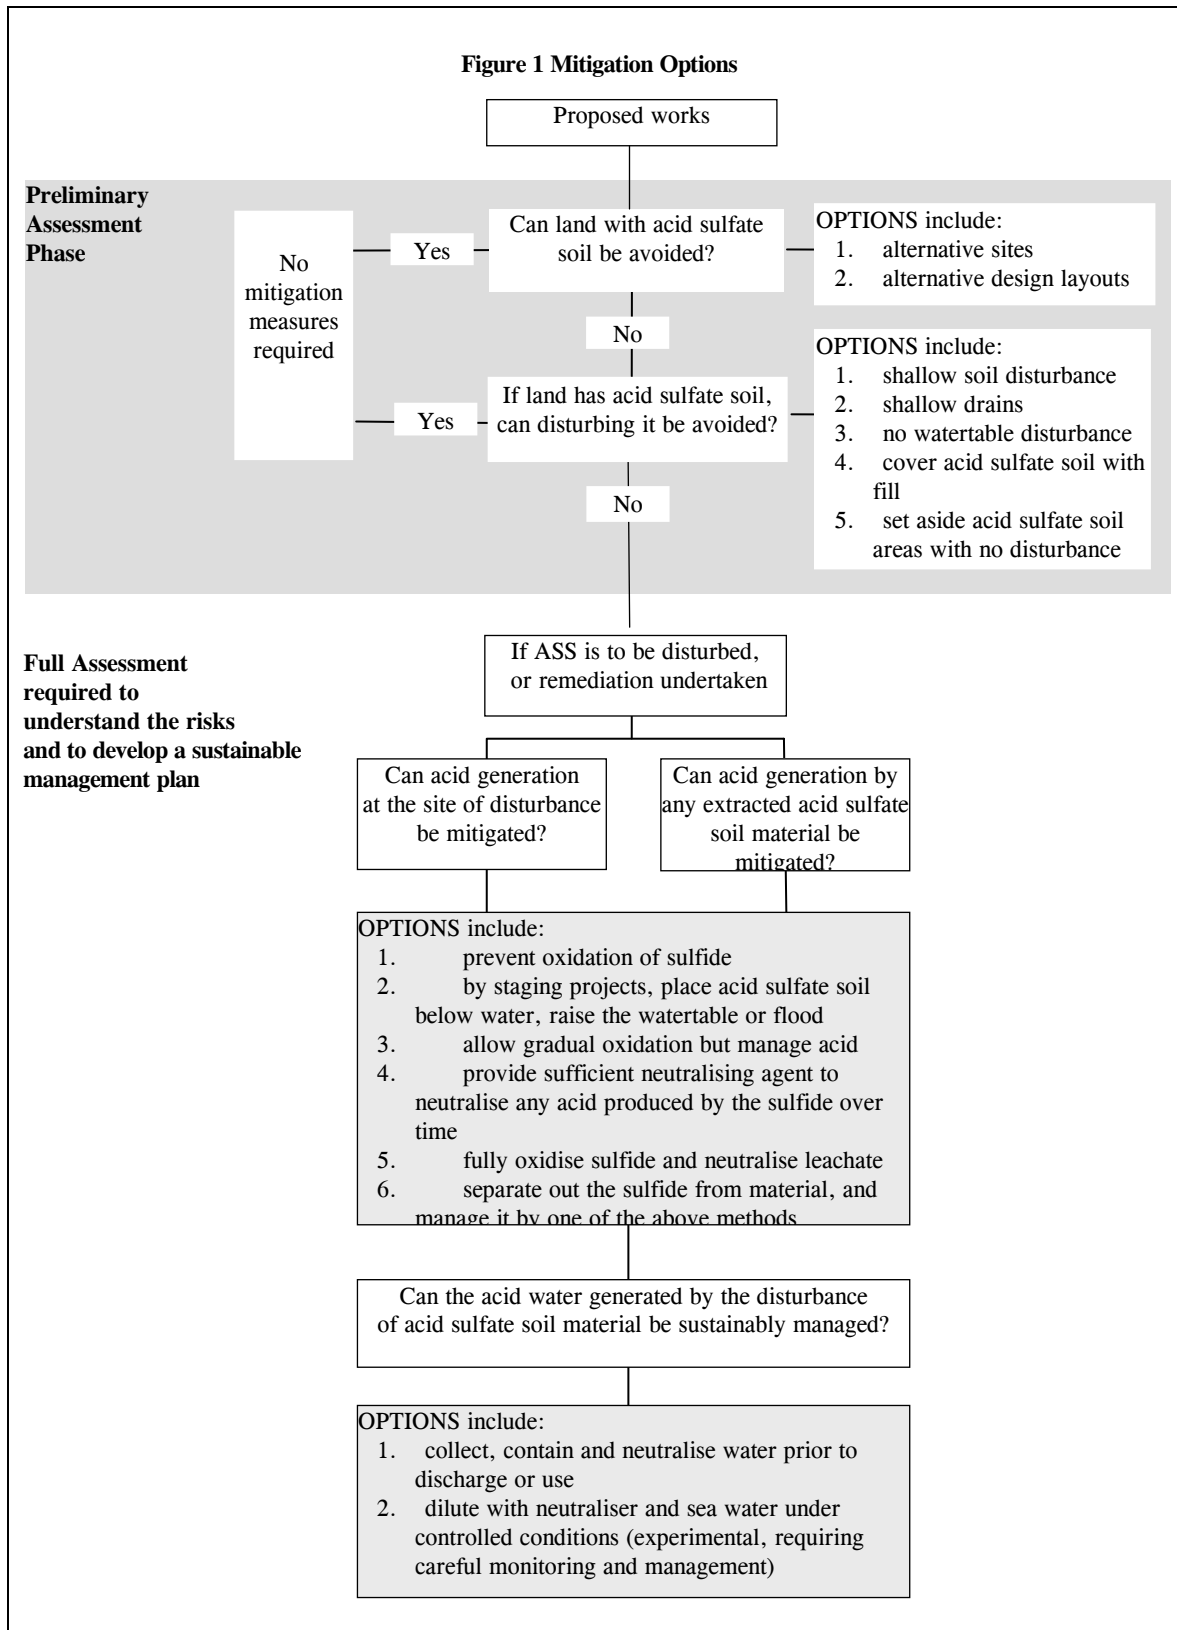 Figure 1 Mitigation Options
Proposed works
Preliminary
Assessment
Phase
No
mitigation
measures
required
Yes
Can land with acid sulfate
soil be avoided?
OPTIONS include:
1. alternative sites
2. alternative design layouts
No
Yes
If land has acid sulfate soil,
can disturbing it be avoided?
OPTIONS include:
1. shallow soil disturbance
2. shallow drains
3. no watertable disturbance
4. cover acid sulfate soil with
fill
5. set aside acid sulfate soil
areas with no disturbance
No
Full Assessment
required to
understand the risks
and to develop a sustainable
management plan
If ASS is to be disturbed,
or remediation undertaken
Can acid generation
at the site of disturbance
be mitigated?
Can acid generation by
any extracted acid sulfate
soil material be
mitigated?
OPTIONS include:
1. prevent oxidation of sulfide
2. by staging projects, place acid sulfate soil
below water, raise the watertable or flood
3. allow gradual oxidation but manage acid
4. provide sufficient neutralising agent to
neutralise any acid produced by the sulfide over
time
5. fully oxidise sulfide and neutralise leachate
6. separate out the sulfide from material, and
manage it by one of the above methods
Can the acid water generated by the disturbance
of acid sulfate soil material be sustainably managed?
OPTIONS include:
1. collect, contain and neutralise water prior to
discharge or use
2. dilute with neutraliser and sea water under
controlled conditions (experimental, requiring
careful monitoring and management)